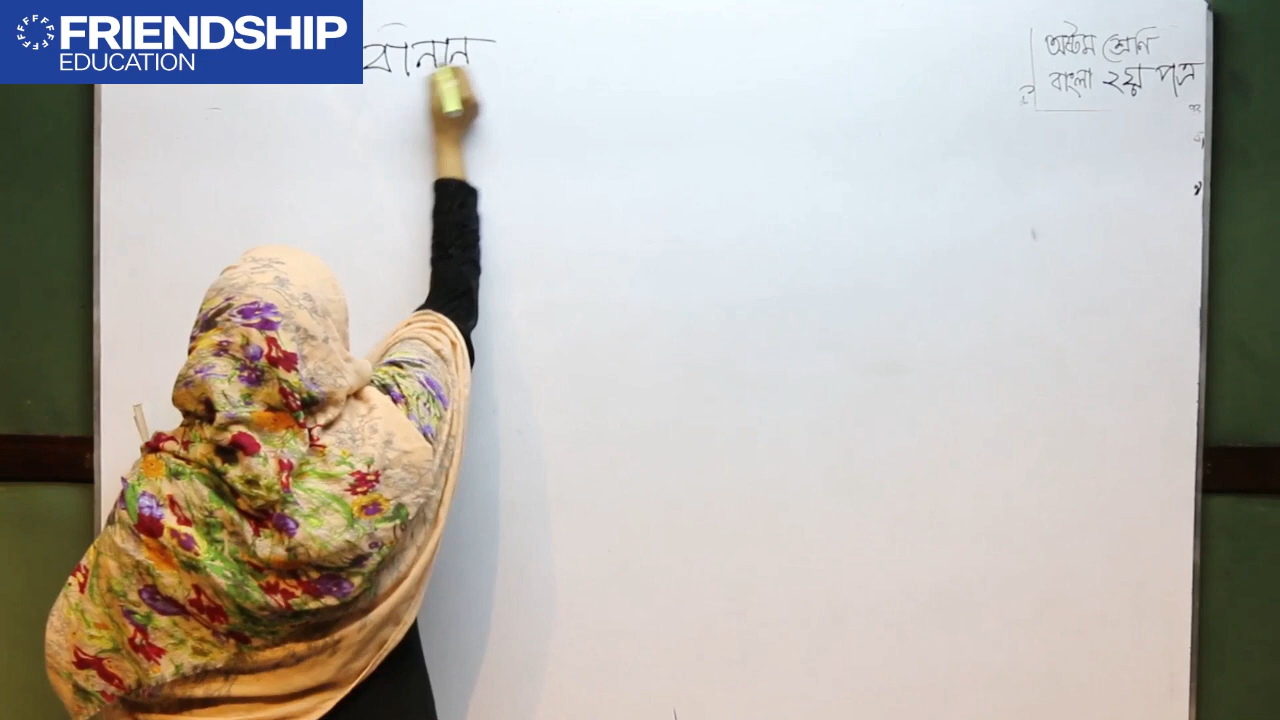 FRIENDSHIP
EDUCATION
বানান
অষ্টম শ্রেণি
বাংলা ২য় পত্র